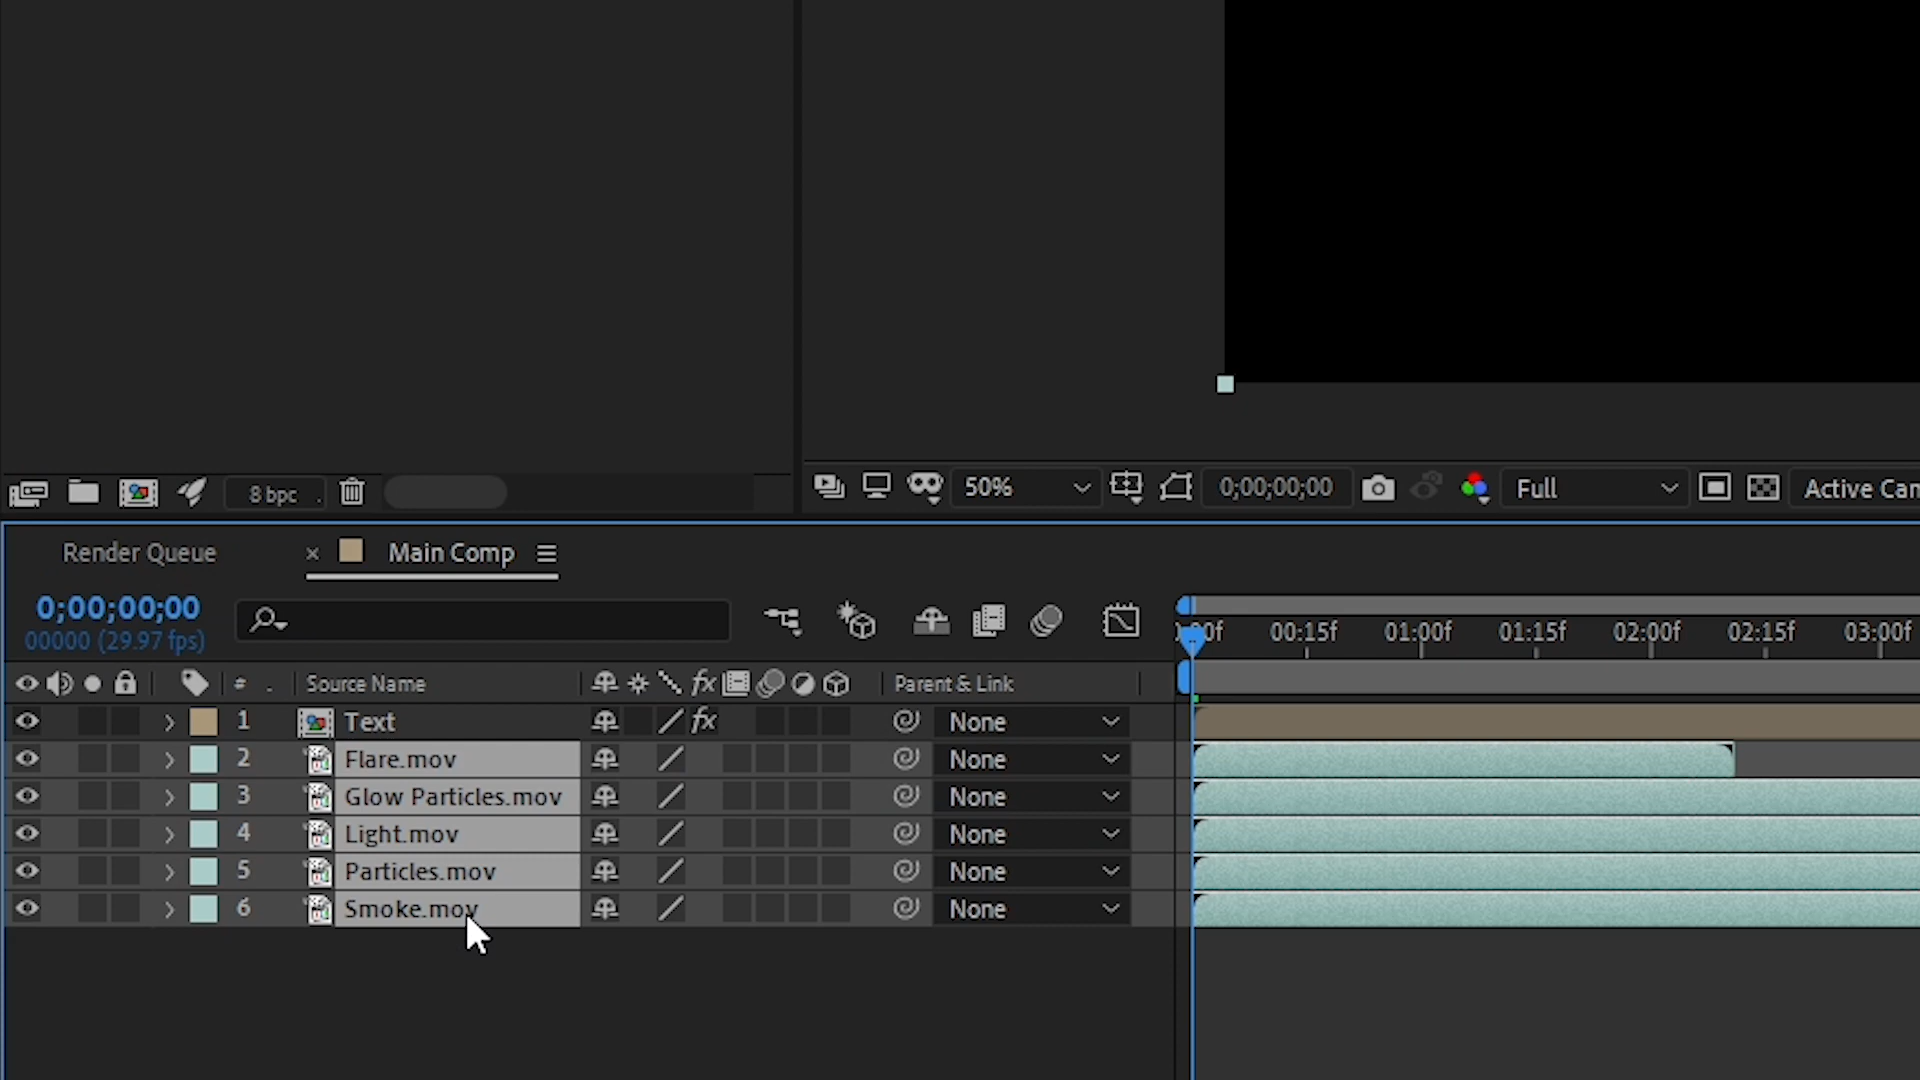 8 bpc
50%
0;00;00;00
Full
Active Cam
Render Queue
× Main Comp
0;00;00;00
00000 (29.97 fps)
00:15f 01:00f 01:15f 02:00f 02:15f 03:00f
# . Source Name fx Parent & Link
1 Text fx None
2 Flare.mov None
3 Glow Particles.mov None
4 Light.mov None
5 Particles.mov None
6 Smoke.mov None